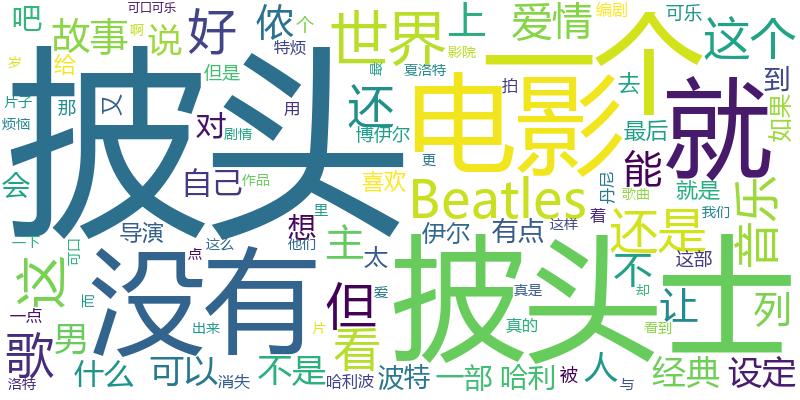 可口可乐
编剧
可乐
吧
故事
说
好
侬
个
世界
上
爱情
这个
啊
特烦
岁
给
影院
一个
但是
嘴
夏洛特
片子
那
又
披头
还
电影
拍
去
就
到
如果
烦恼
对
剧情
用
博伊尔
更
最后
能
会
自己
作品
喜欢
Beatles
丹尼
歌曲
就是
音乐
里
想
导演
这么
主
伊尔
有点
这样
着
还是
我们
一下
可口
这
没有
点
他们
太
披头士
不
这部
而
出来
但
爱
真是
却
让
列
一点
片
看
真的
看到
歌
男
洛特
什么
可以
消失
不是
哈利波
波特
一部
哈利
被
人
与
经典
设定